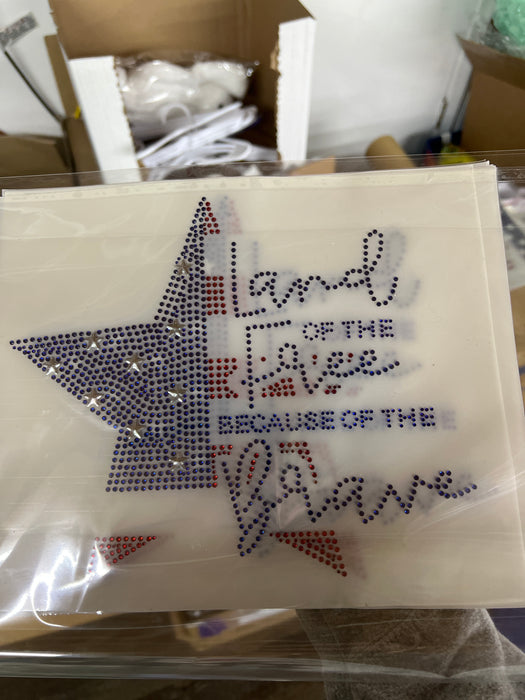 Land
OF THE
Free
BECAUSE OF THE
Brave